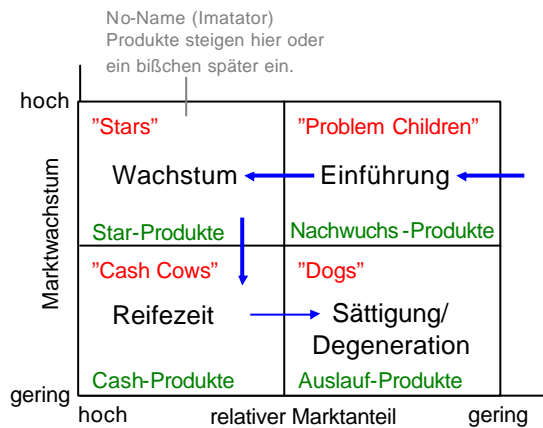 No-Name (Imatator)
Produkte steigen hier oder
ein bißchen später ein.
hoch
"Stars"
"Problem Children"
Wachstum
Einführung
Marktwachstum
Star-Produkte
Nachwuchs -Produkte
"Cash Cows"
"Dogs"
Reifezeit
Sättigung/
Degeneration
Cash-Produkte
Auslauf-Produkte
gering
hoch
relativer Marktanteil
gering